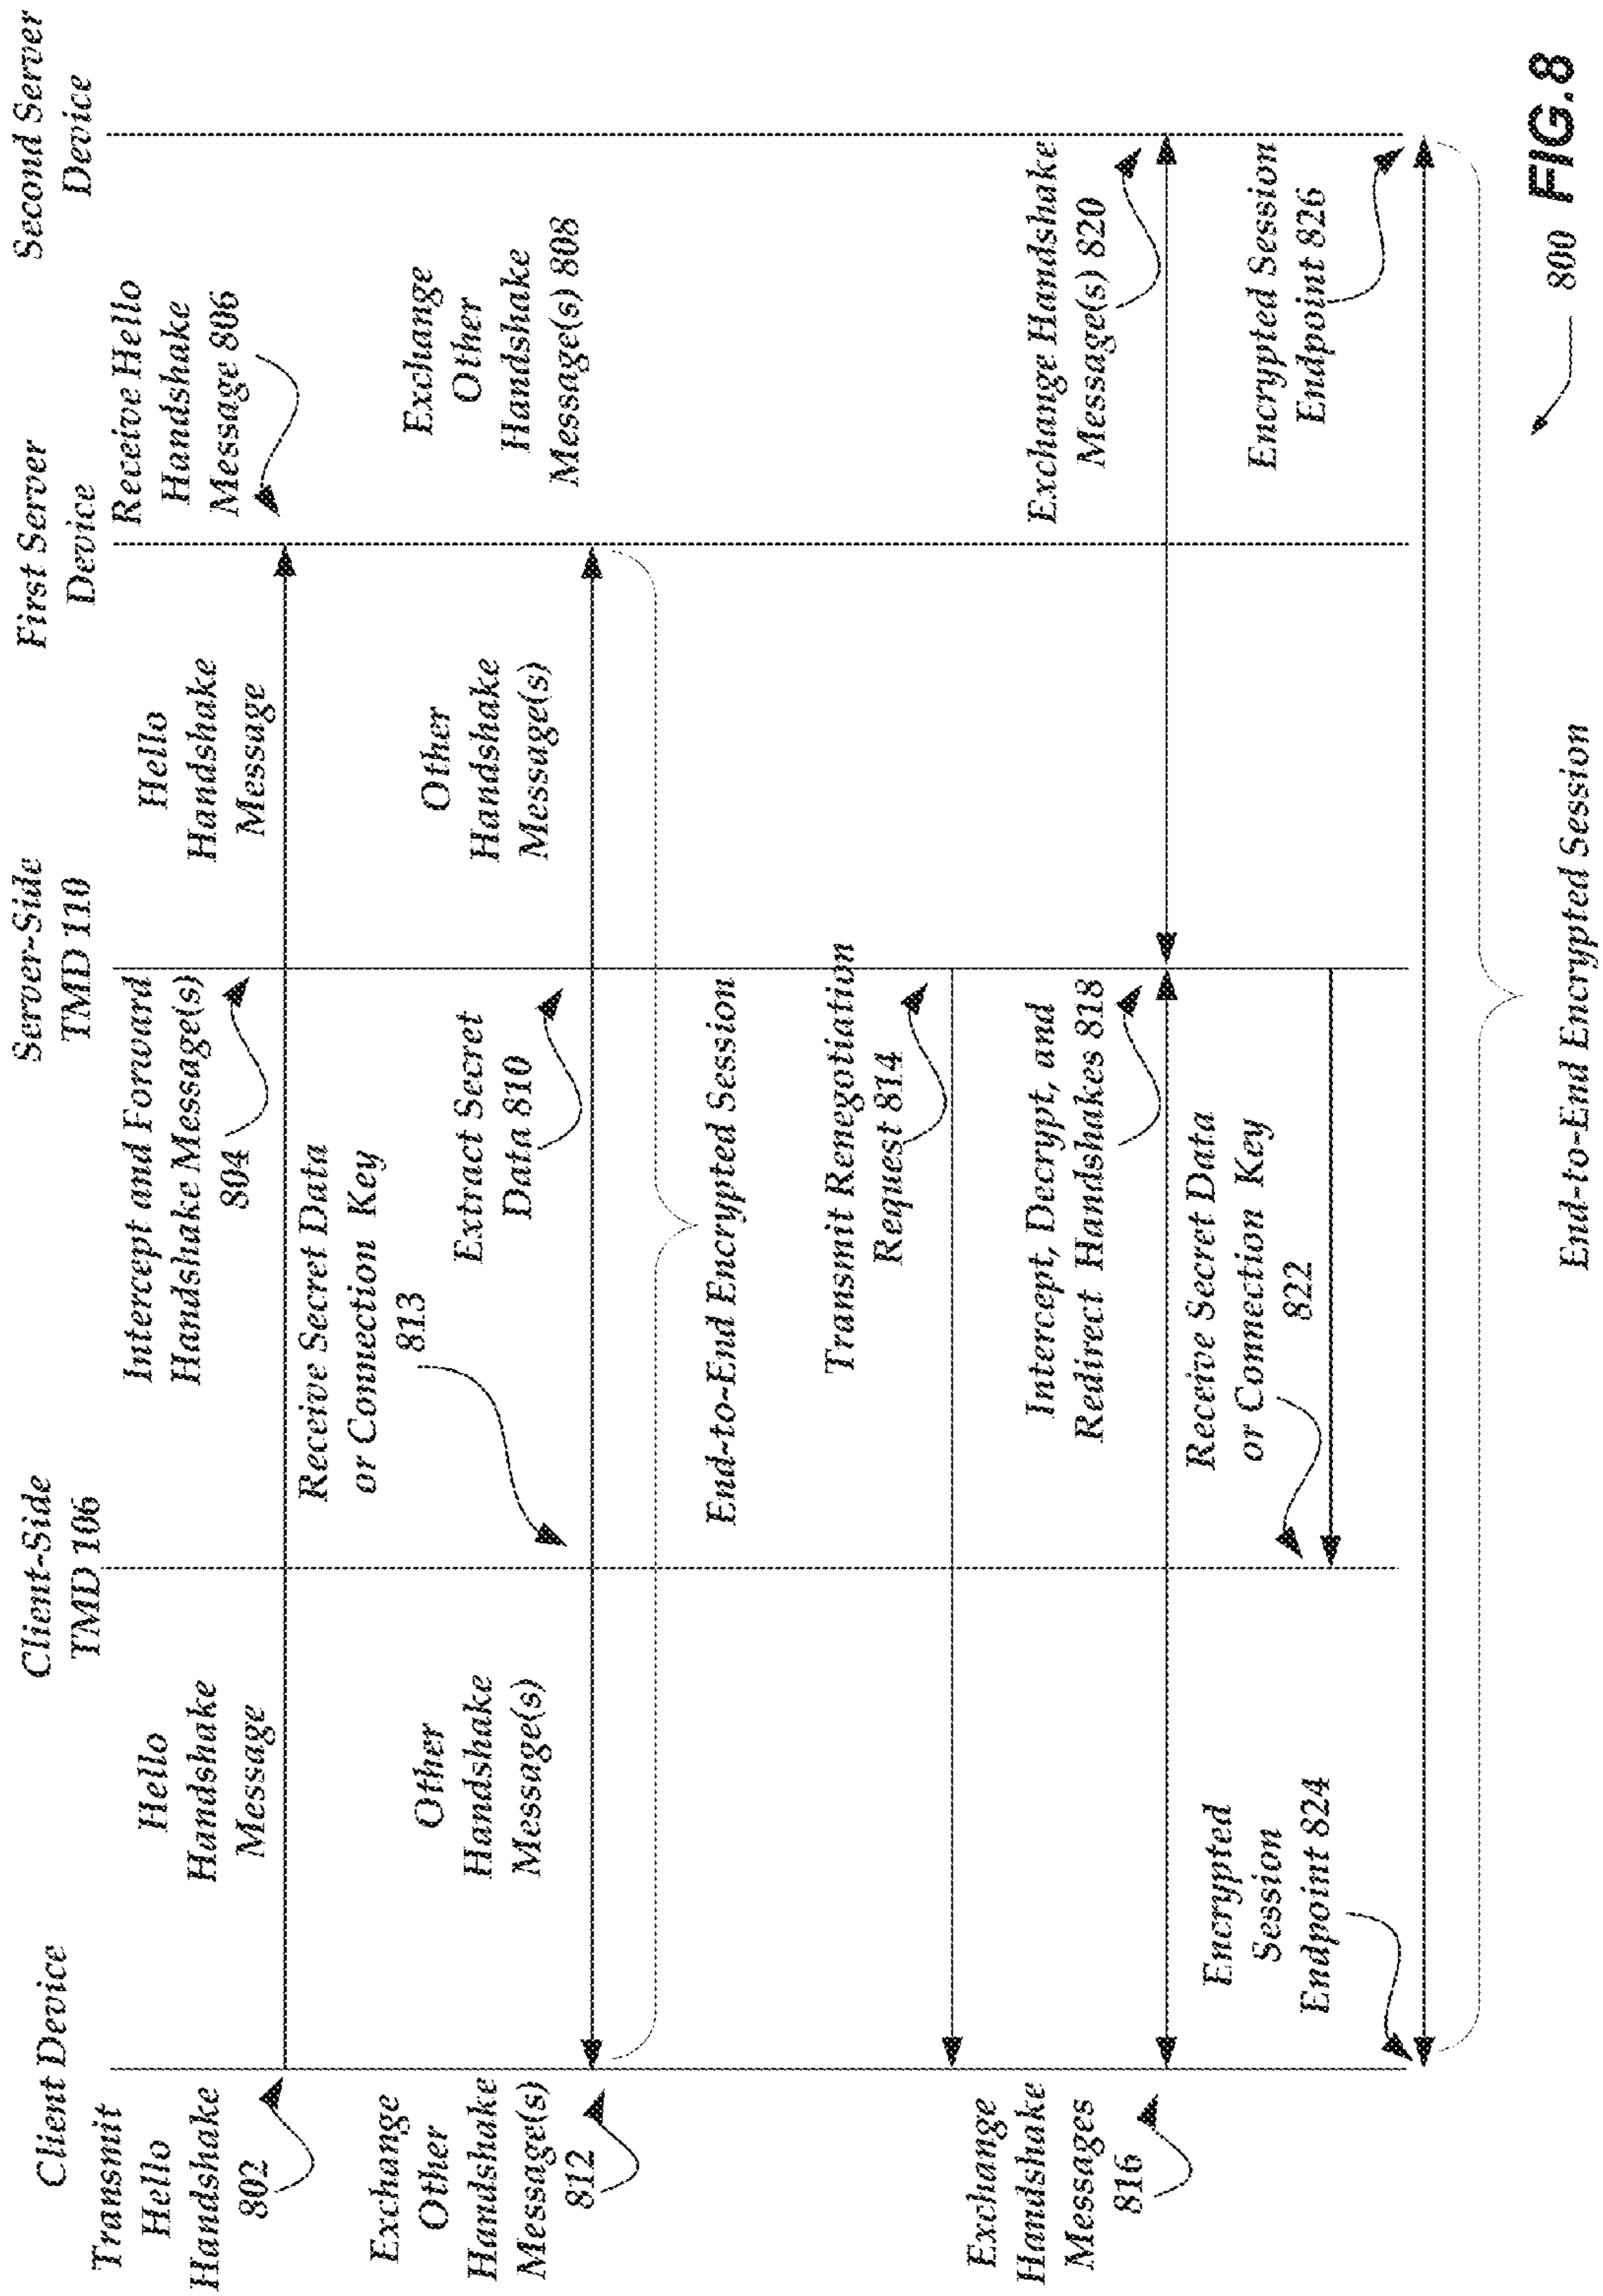 Client Device
Client-Side
TMD 106
Server-Side
TMD 110
First Server
Device
Second Server
Device
Transmit
Hello
Handshake
802
Hello
Handshake
Message
Intercept and Forward
Handshake Message(s)
804
Hello
Handshake
Message
Receive Hello
Handshake
Message 806
Receive Secret Data
or Connection Key
813
Exchange
Other
Handshake
Message(s)
812
Other
Handshake
Message(s)
Extract Secret
Data 810
Other
Handshake
Message(s)
Exchange
Other
Handshake
Message(s) 808
End-to-End Encrypted Session
Transmit Renegotiation
Request 814
Exchange
Handshake
Messages
816
Intercept, Decrypt, and
Redirect Handshakes 818
Exchange Handshake
Message(s) 820
Receive Secret Data
or Connection Key
822
Encrypted
Session
Endpoint 824
Encrypted Session
Endpoint 826
End-to-End Encrypted Session
800
FIG.8